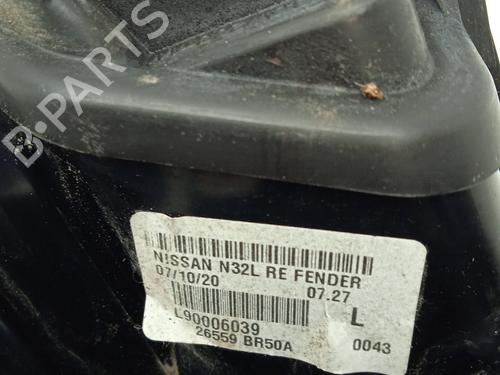 B-PARTS
NISSAN N32L RE FENDER
07/10/20 07.27
L90006039 L
26559 BR50A 0043